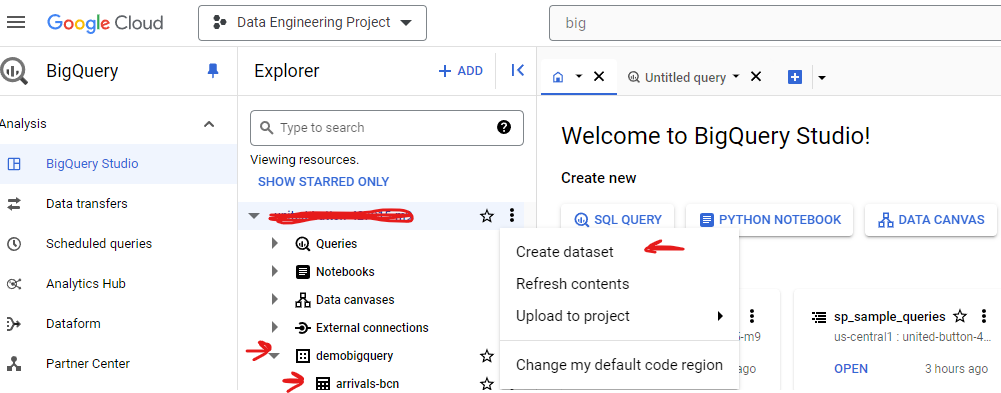 Google Cloud
Data Engineering Project
big
BigQuery
Explorer
+ ADD
Untitled query
Analysis
Type to search
Welcome to BigQuery Studio!
Viewing resources.
SHOW STARRED ONLY
Create new
BigQuery Studio
Data transfers
Scheduled queries
Analytics Hub
Dataform
Partner Center
SQL QUERY
PYTHON NOTEBOOK
DATA CANVAS
Queries
Notebooks
Data canvases
External connections
demobigquery
arrivals-bcn
Create dataset
Refresh contents
Upload to project
Change my default code region
5-m9
sp_sample_queries
us-central1 : united-button-4...
OPEN
3 hours ago
ago